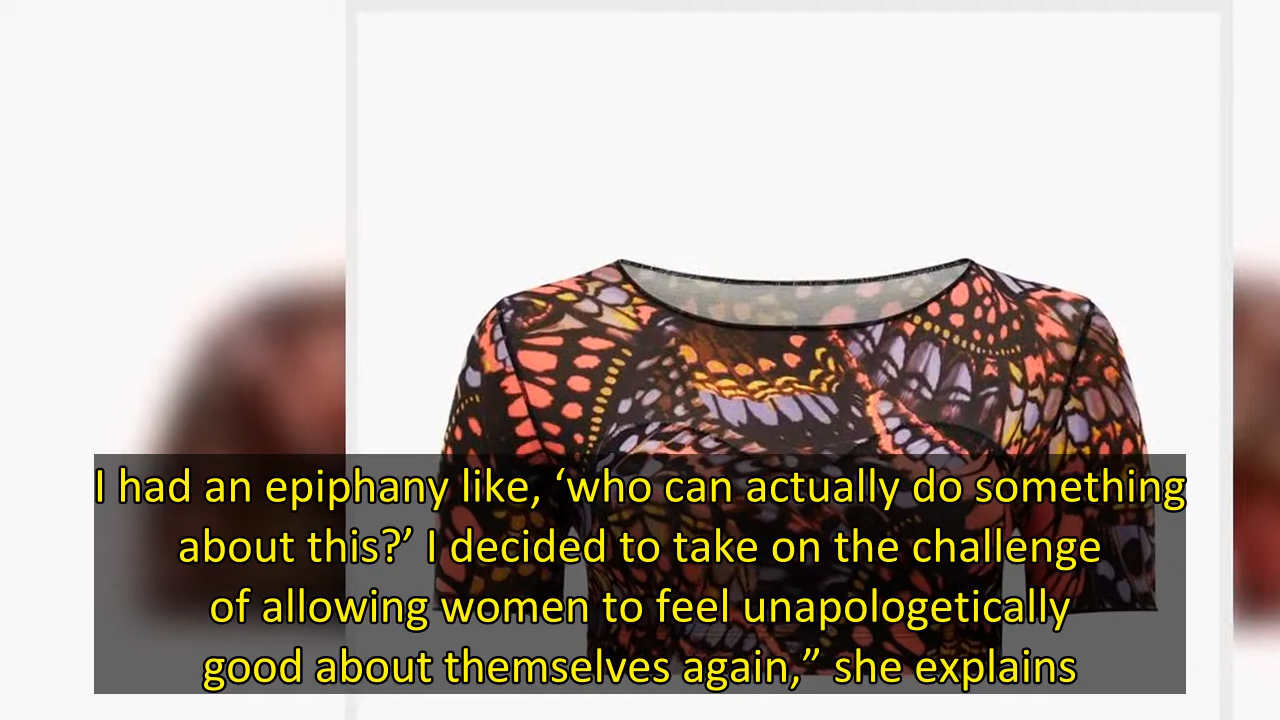 I had an epiphany like, ‘who can actually do something
about this?’ I decided to take on the challenge
of allowing women to feel unapologetically
good about themselves again,” she explains